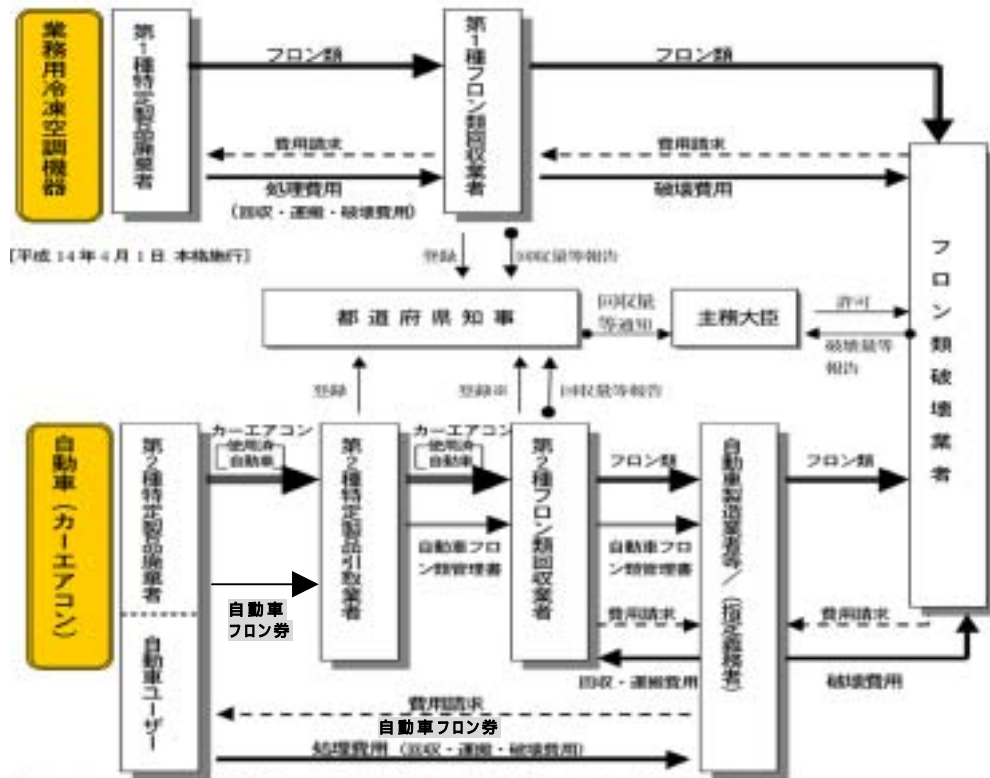 業務用冷凍空調機器
第1種特定製品廃棄者
フロン類
第1種フロン類回収業者
フロン類
費用請求
費用請求
処理費用
(回収・運搬・破壊費用)
破壊費用
[平成14年4月1日 本格施行]
登録
回収量等報告
フロン類破壊業者
都道府県知事
回収量
等通知
主務大臣
許可
破壊量等
報告
登録
登録※
回収量等報告
自動車(カーエアコン)
第2種特定製品廃棄者
自動車ユーザー
カーエアコン
使用済
自動車
第2種特定製品引取業者
カーエアコン
使用済
自動車
第2種フロン類回収業者
フロン類
自動車製造業者等/(指定義務者)
フロン類
自動車フロ
ン類管理書
自動車フロ
ン類管理書
自動車
フロン券
費用請求
費用請求
回収・運搬費用
破壊費用
費用請求
自動車フロン券
処理費用(回収・運搬・破壊費用)